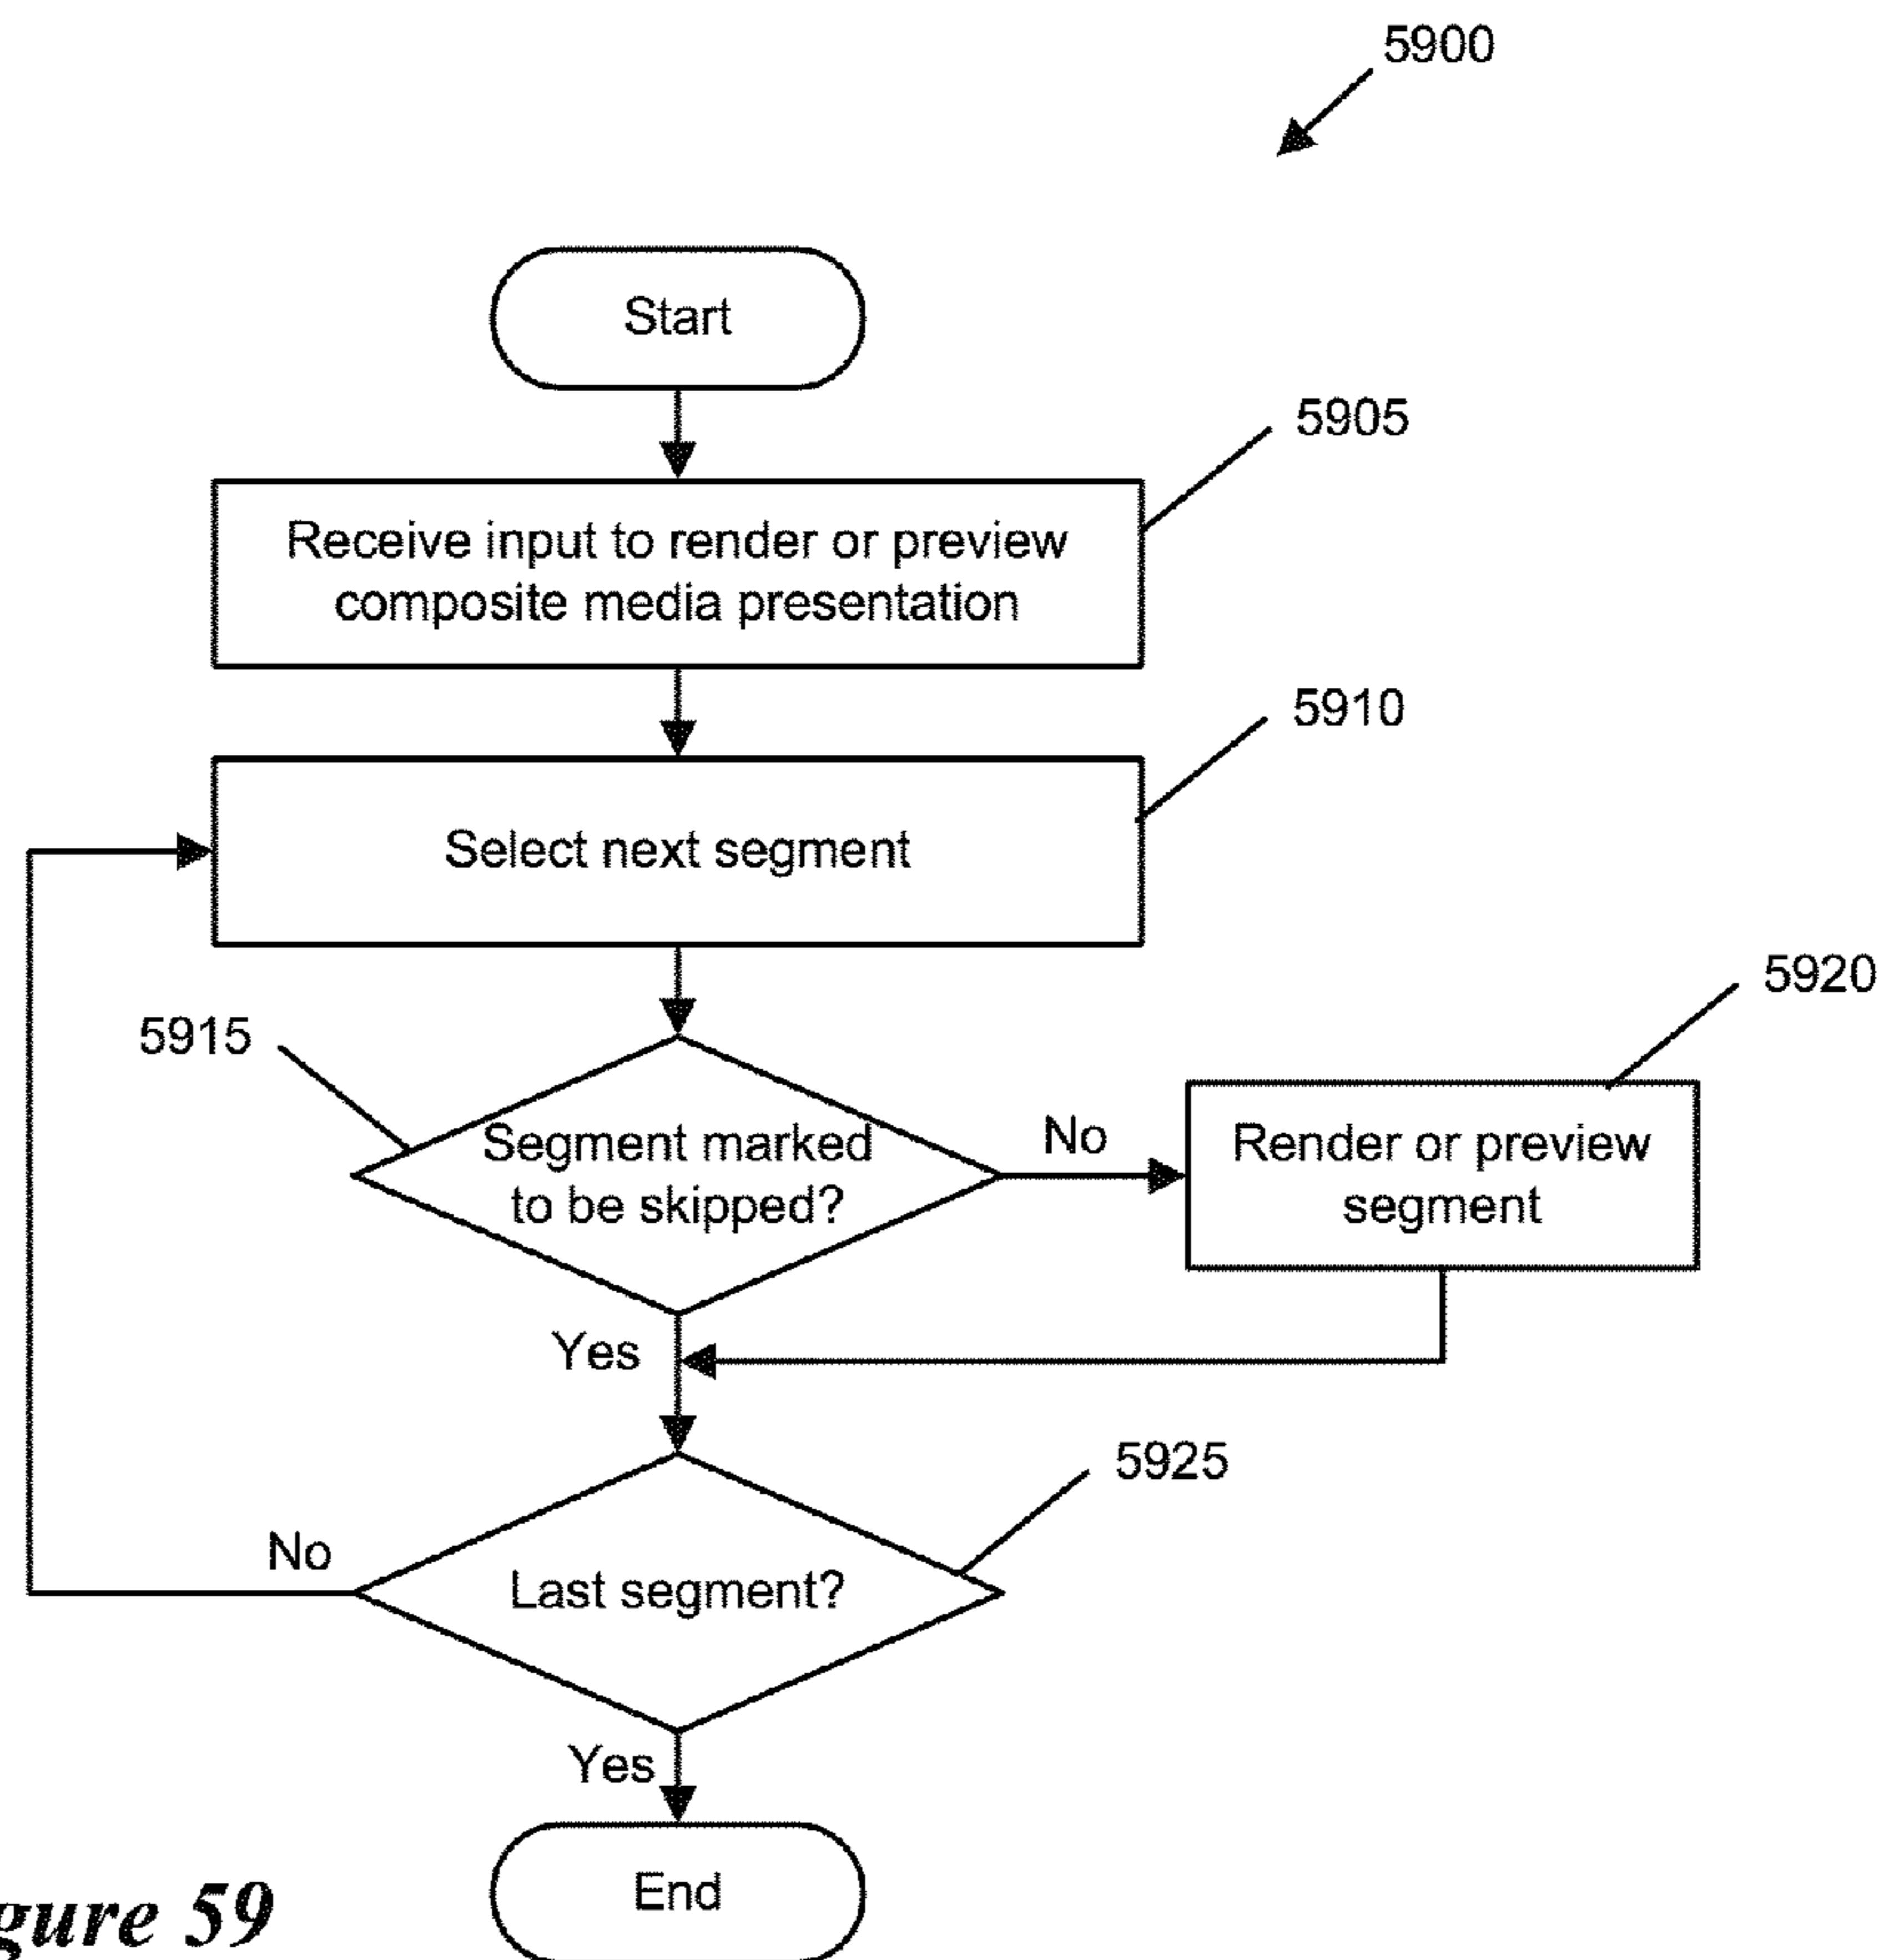 5900
Start
5905
Receive input to render or preview
composite media presentation
5910
Select next segment
5920
5915
Segment marked
to be skipped?
No
Render or preview
segment
Yes
5925
No
Last segment?
Yes
End
gure 59